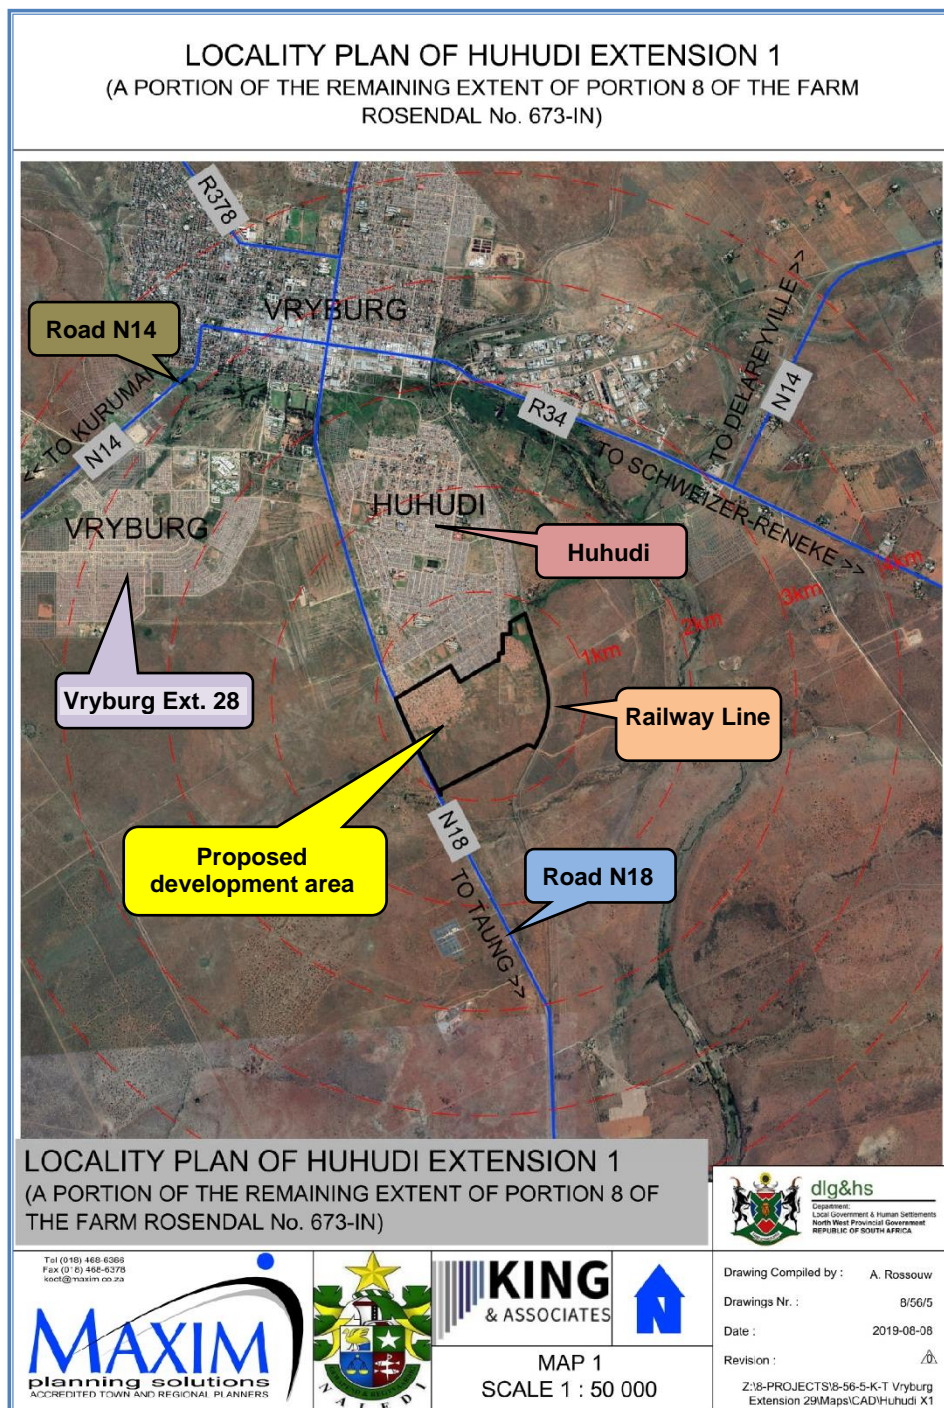 LOCALITY PLAN OF HUHUDI EXTENSION 1
(A PORTION OF THE REMAINING EXTENT OF PORTION 8 OF THE FARM
ROSENDAL No. 673-IN)
R378
VRYBURG
Road N14
<< TO KURUMAN
N14
R34
TO DELAREYVILLE >>
N14
TO SCHWEIZER-RENEKE >>
VRYBURG
HUHUDI
Huhudi
4km
3km
2km
1km
Vryburg Ext. 28
Railway Line
Proposed
development area
N18
Road N18
TO TAUNG >>
LOCALITY PLAN OF HUHUDI EXTENSION 1
(A PORTION OF THE REMAINING EXTENT OF PORTION 8 OF
THE FARM ROSENDAL No. 673-IN)
dlg&hs
Department:
Local Government & Human Settlements
North West Provincial Government
REPUBLIC OF SOUTH AFRICA
Tel (018) 468-6366
Fax (018) 468-6378
koct@maxim.co.za
MAXIM
planning solutions
ACCREDITED TOWN AND REGIONAL PLANNERS
NALEDI
KING
& ASSOCIATES
N
MAP 1
SCALE 1 : 50 000
Drawing Compiled by : A. Rossouw
Drawings Nr. : 8/56/5
Date : 2019-08-08
Revision : 0
Z:\8-PROJECTS\8-56-5-K-T Vryburg
Extension 29\Maps\CAD\Huhudi X1